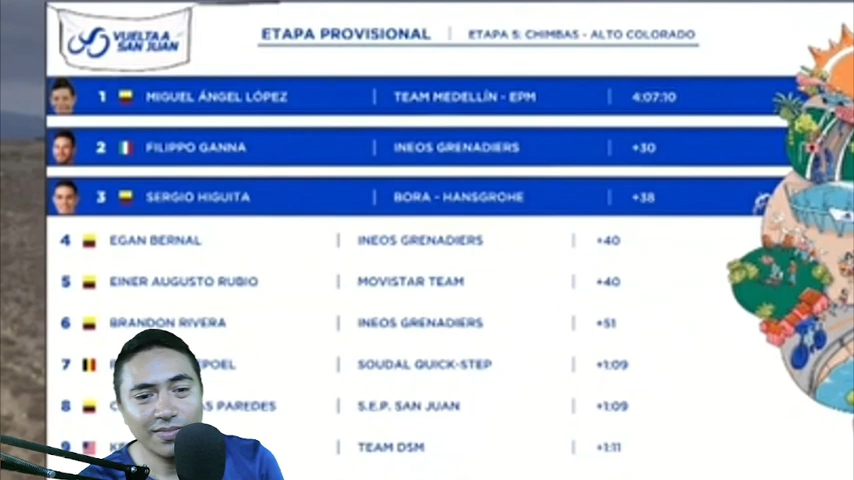 VUELTA A
SAN JUAN
ETAPA PROVISIONAL | ETAPA 5: CHIMBAS - ALTO COLORADO
1 MIGUEL ÁNGEL LÓPEZ | TEAM MEDELLÍN - EPM | 4:07:10
2 FILIPPO GANNA | INEOS GRENADIERS | +30
3 SERGIO HIGUITA | BORA - HANSGROHE | +38
4 EGAN BERNAL | INEOS GRENADIERS | +40
5 EINER AUGUSTO RUBIO | MOVISTAR TEAM | +40
6 BRANDON RIVERA | INEOS GRENADIERS | +51
7 EPOEL | SOUDAL QUICK-STEP | +1:09
8 PAREDES | S.E.P. SAN JUAN | +1:09
9 | TEAM DSM | +1:11